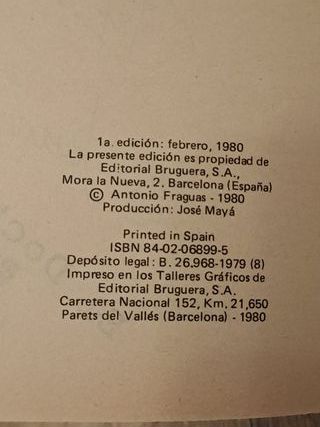 1a. edición: febrero, 1980
La presente edición es propiedad de
Editorial Bruguera, S.A.,
Mora la Nueva, 2. Barcelona (España)
© Antonio Fraguas - 1980
Producción: José Mayá
Printed in Spain
ISBN 84-02-06899-5
Depósito legal: B. 26.968-1979 (8)
Impreso en los Talleres Gráficos de
Editorial Bruguera, S.A.
Carretera Nacional 152, Km. 21,650
Parets del Vallés (Barcelona) - 1980